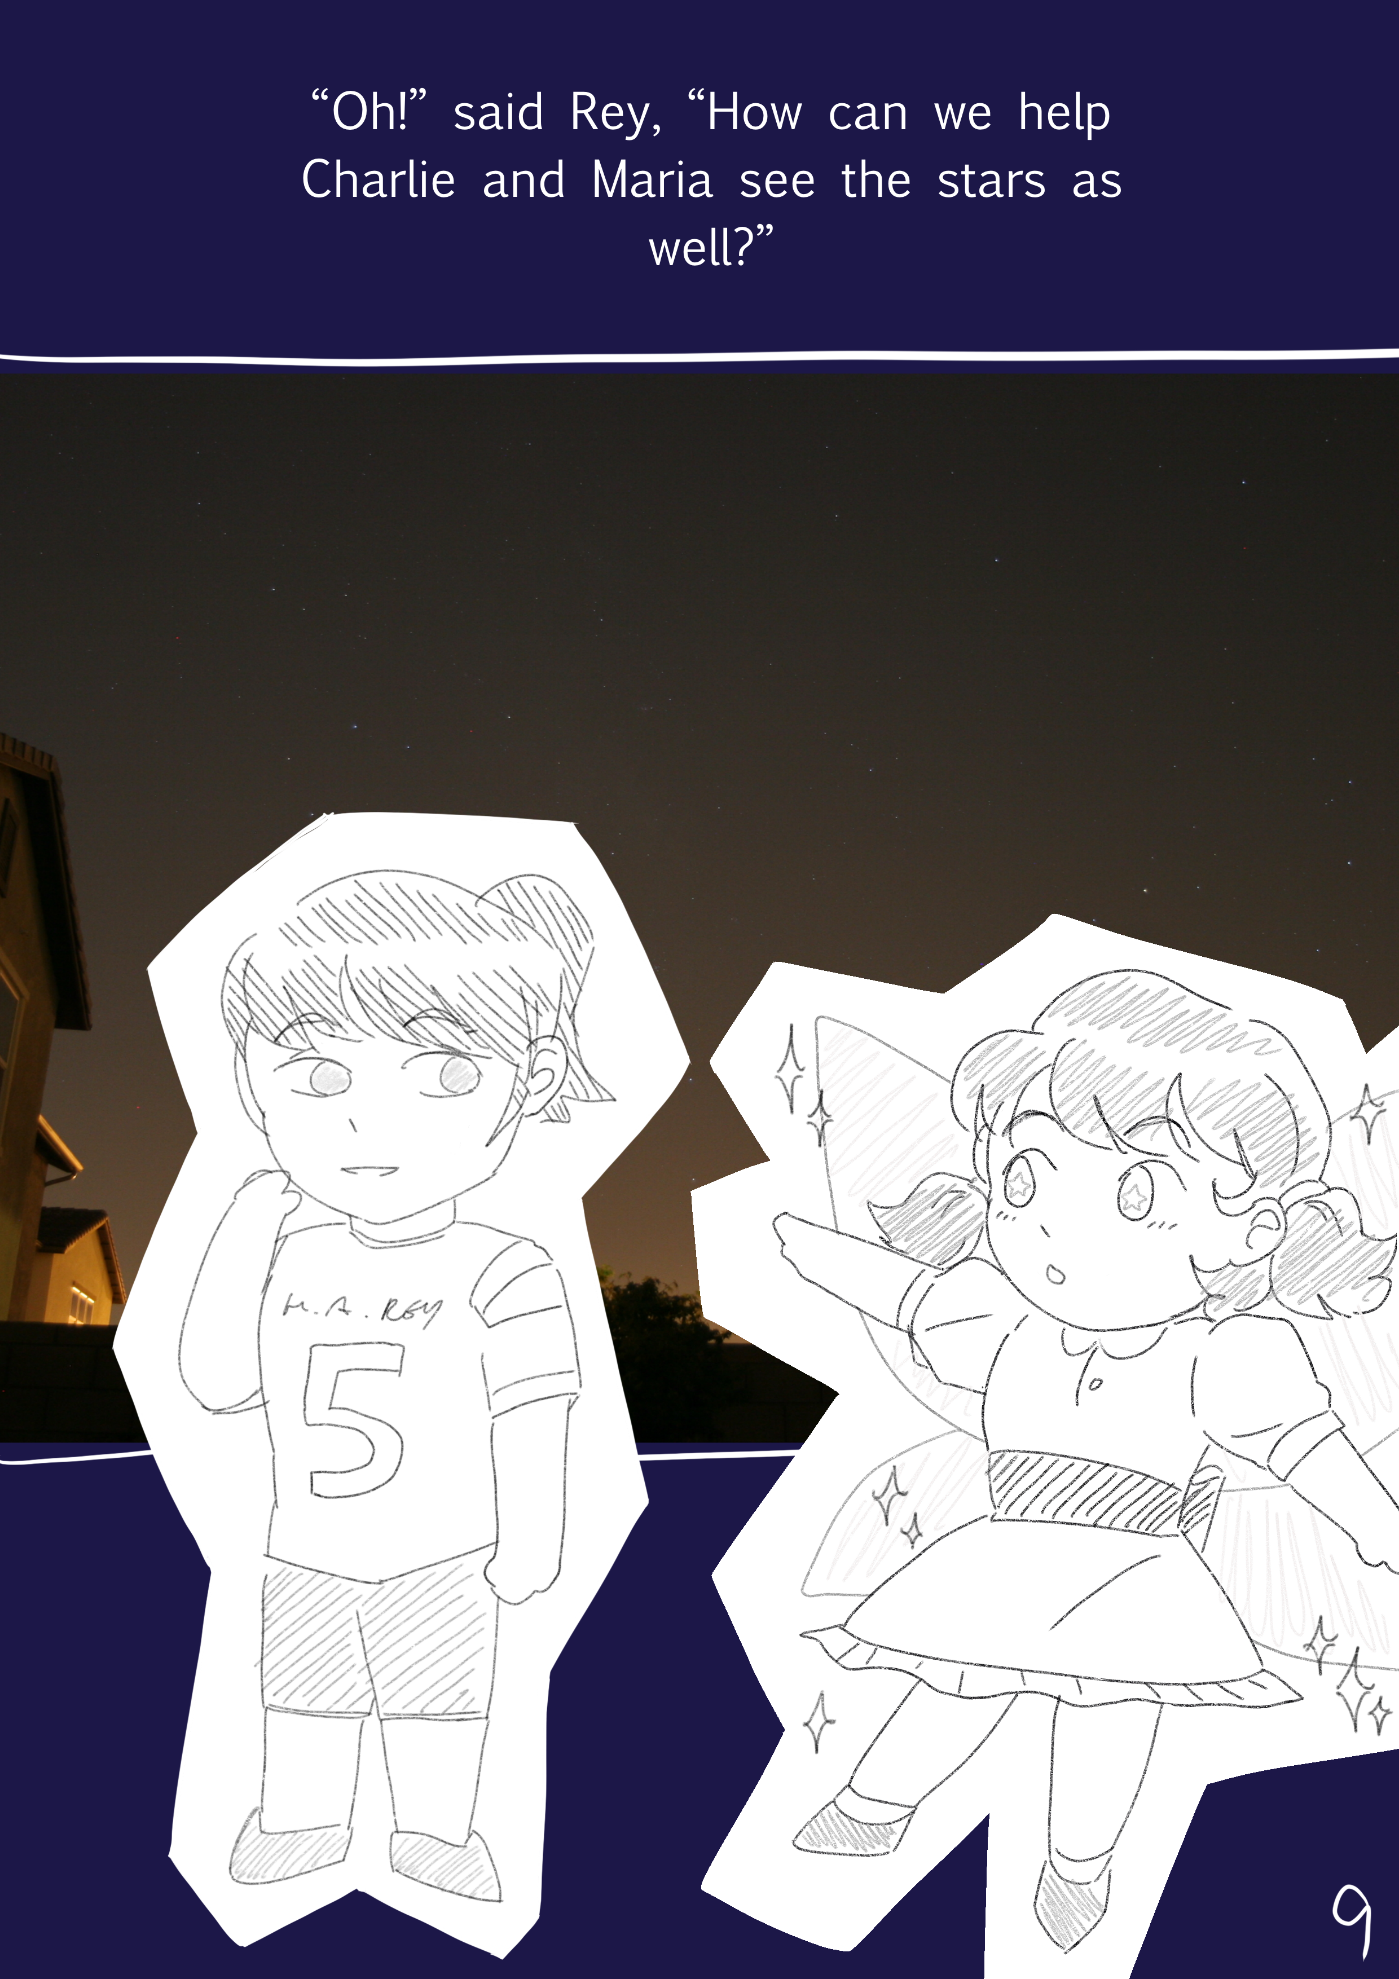 “Oh!” said Rey, “How can we help
Charlie and Maria see the stars as
well?”
H. A. REY
5
9